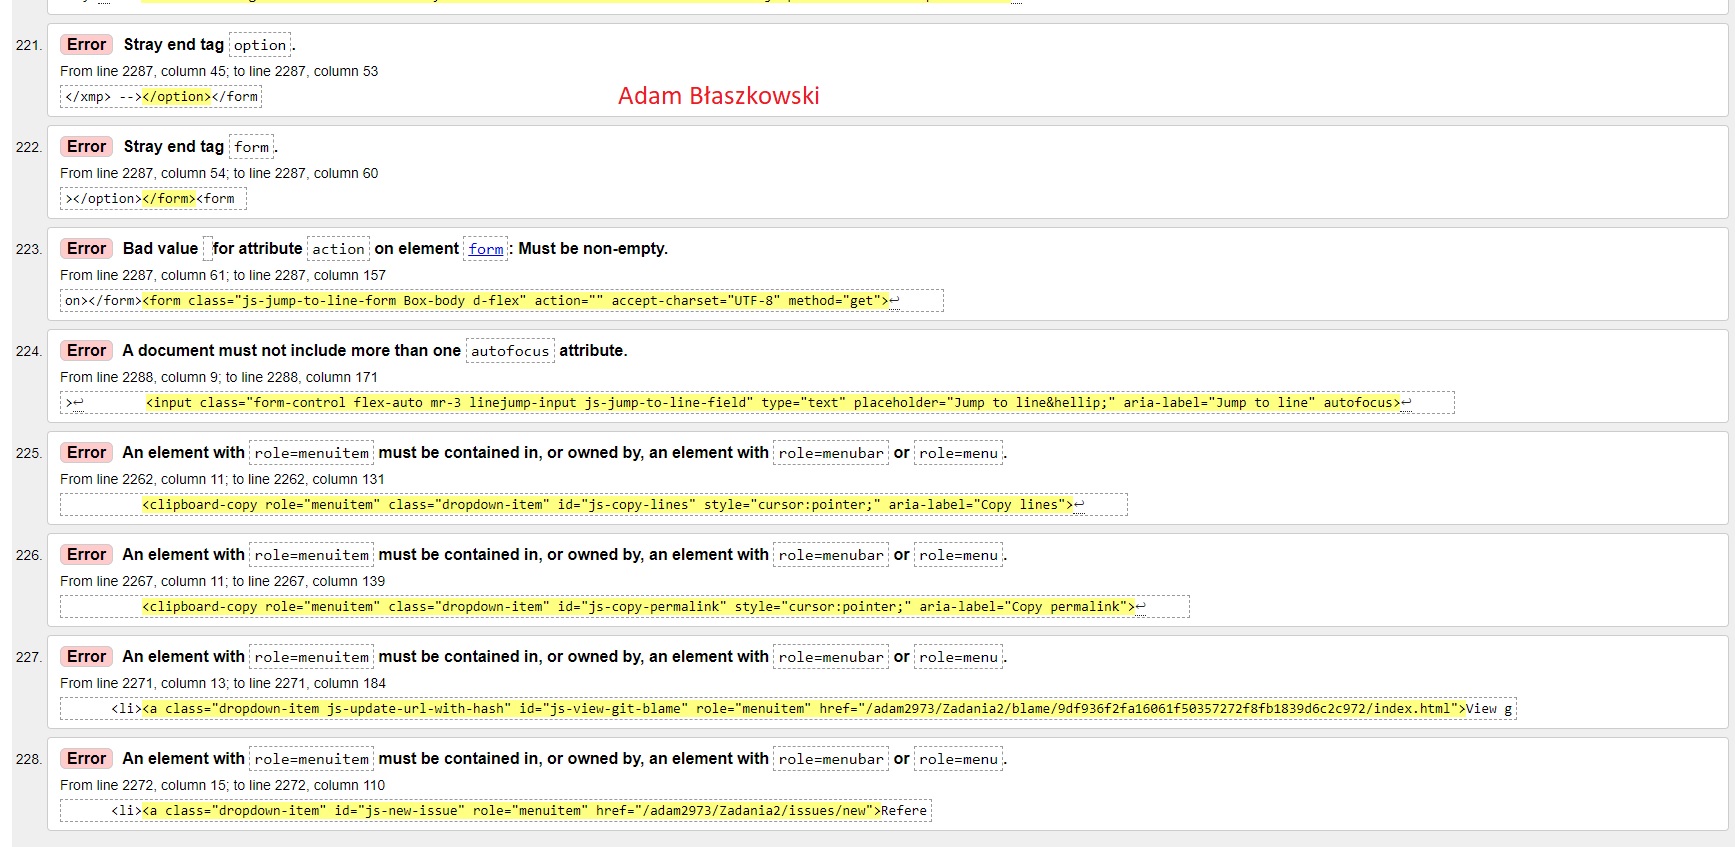 221. Error Stray end tag option.
From line 2287, column 45; to line 2287, column 53
</xmp> --></option></form
Adam Błaszkowski
222. Error Stray end tag form.
From line 2287, column 54; to line 2287, column 60
></option></form><form
223. Error Bad value for attribute action on element form: Must be non-empty.
From line 2287, column 61; to line 2287, column 157
on></form><form class="js-jump-to-line-form Box-body d-flex" action="" accept-charset="UTF-8" method="get">↩
224. Error A document must not include more than one autofocus attribute.
From line 2288, column 9; to line 2288, column 171
>↩ <input class="form-control flex-auto mr-3 linejump-input js-jump-to-line-field" type="text" placeholder="Jump to line&hellip;" aria-label="Jump to line" autofocus>↩
225. Error An element with role=menuitem must be contained in, or owned by, an element with role=menubar or role=menu.
From line 2262, column 11; to line 2262, column 131
<clipboard-copy role="menuitem" class="dropdown-item" id="js-copy-lines" style="cursor:pointer;" aria-label="Copy lines">↩
226. Error An element with role=menuitem must be contained in, or owned by, an element with role=menubar or role=menu.
From line 2267, column 11; to line 2267, column 139
<clipboard-copy role="menuitem" class="dropdown-item" id="js-copy-permalink" style="cursor:pointer;" aria-label="Copy permalink">↩
227. Error An element with role=menuitem must be contained in, or owned by, an element with role=menubar or role=menu.
From line 2271, column 13; to line 2271, column 184
<li><a class="dropdown-item js-update-url-with-hash" id="js-view-git-blame" role="menuitem" href="/adam2973/Zadania2/blame/9df936f2fa16061f50357272f8fb1839d6c2c972/index.html">View g
228. Error An element with role=menuitem must be contained in, or owned by, an element with role=menubar or role=menu.
From line 2272, column 15; to line 2272, column 110
<li><a class="dropdown-item" id="js-new-issue" role="menuitem" href="/adam2973/Zadania2/issues/new">Refere